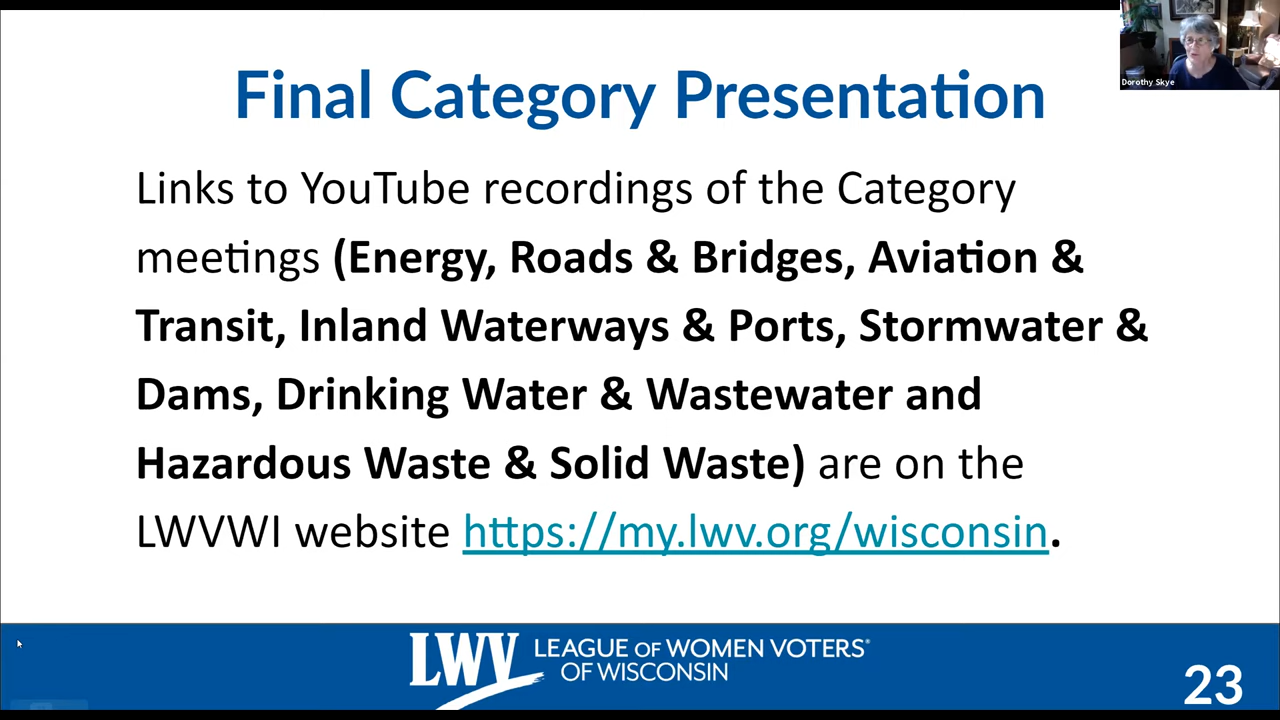 Final Category Presentation
Dorothy Skye
Links to YouTube recordings of the Category
meetings (Energy, Roads & Bridges, Aviation &
Transit, Inland Waterways & Ports, Stormwater &
Dams, Drinking Water & Wastewater and
Hazardous Waste & Solid Waste) are on the
LWVWI website https://my.lwv.org/wisconsin.
LWV LEAGUE OF WOMEN VOTERS®
OF WISCONSIN
23